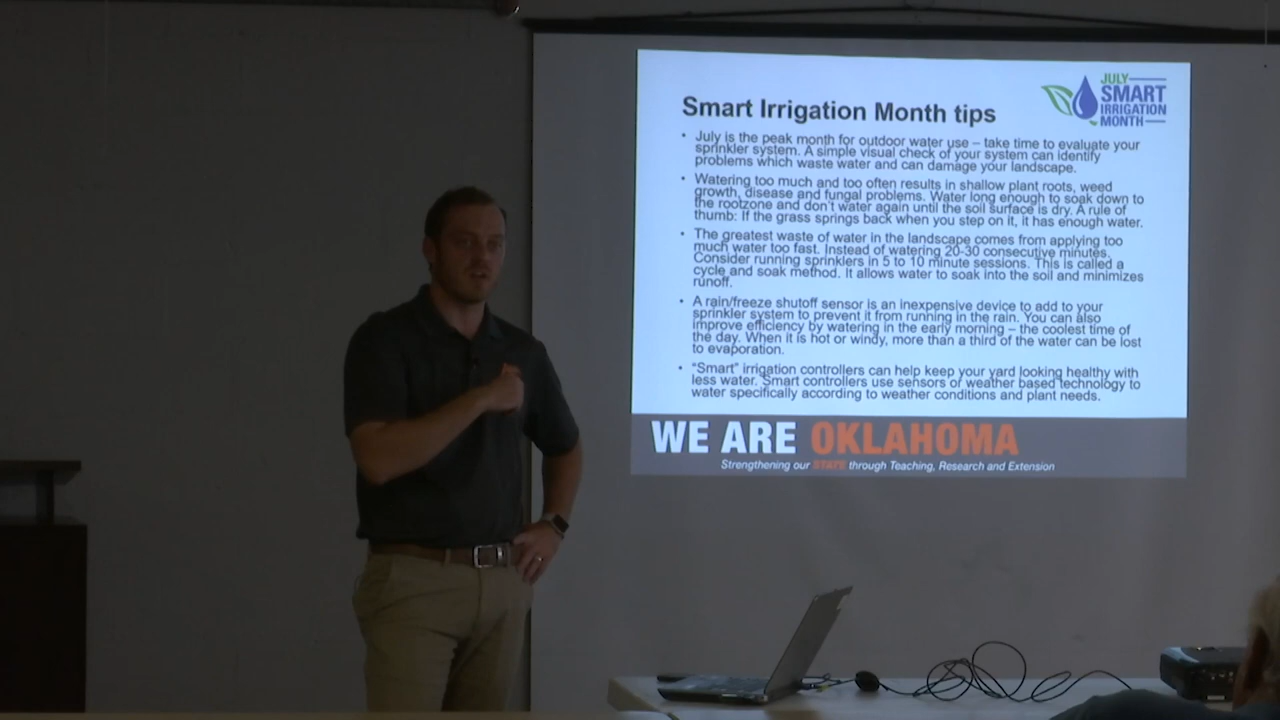 JULY
SMART
IRRIGATION
MONTH
Smart Irrigation Month tips
• July is the peak month for outdoor water use – take time to evaluate your
sprinkler system. A simple visual check of your system can identify
problems which waste water and can damage your landscape.
• Watering too much and too often results in shallow plant roots, weed
growth, disease and fungal problems. Water long enough to soak down to
the rootzone and don't water again until the soil surface is dry. A rule of
thumb: If the grass springs back when you step on it, it has enough water.
• The greatest waste of water in the landscape comes from applying too
much water too fast. Instead of watering 20-30 consecutive minutes.
Consider running sprinklers in 5 to 10 minute sessions. This is called a
cycle and soak method. It allows water to soak into the soil and minimizes
runoff.
• A rain/freeze shutoff sensor is an inexpensive device to add to your
sprinkler system to prevent it from running in the rain. You can also
improve efficiency by watering in the early morning – the coolest time of
the day. When it is hot or windy, more than a third of the water can be lost
to evaporation.
• “Smart” irrigation controllers can help keep your yard looking healthy with
less water. Smart controllers use sensors or weather based technology to
water specifically according to weather conditions and plant needs.
WE ARE OKLAHOMA
Strengthening our STATE through Teaching, Research and Extension